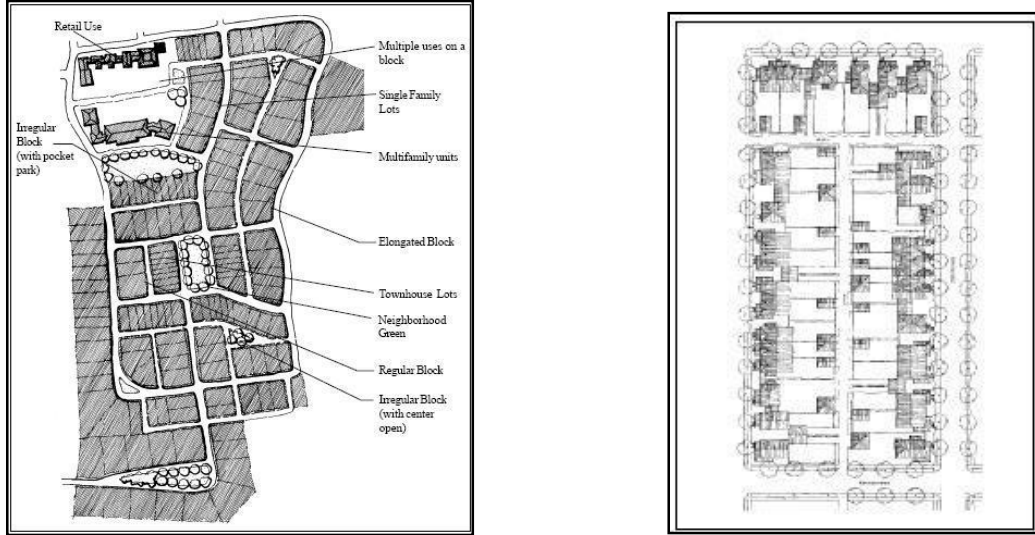 Retail Use
Multiple uses on a
block
Single Family
Lots
Irregular
Block
(with pocket
park)
Multifamily units
Elongated Block
Townhouse Lots
Neighborhood
Green
Regular Block
Irregular Block
(with center
open)